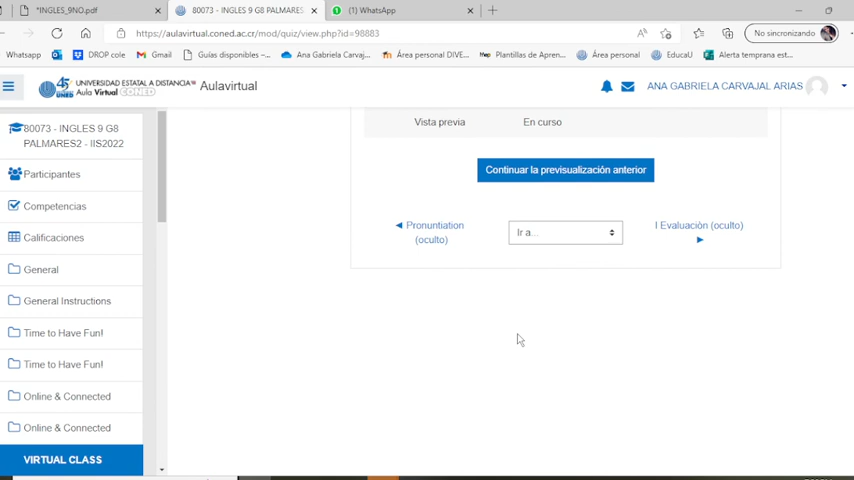 *INGLES_9NO.pdf
80073 - INGLES 9 G8 PALMARES
(1) WhatsApp
https://aulavirtual.coned.ac.cr/mod/quiz/view.php?id=98883
No sincronizando
Whatsapp
DROP cole
Gmail
Guías disponibles –...
Ana Gabriela Carvaj...
Área personal DIVE...
Plantillas de Aprend...
Área personal
EducaU
Alerta temprana est...
45 UNED UNIVERSIDAD ESTATAL A DISTANCIA
Aula Virtual CONED
Aulavirtual
ANA GABRIELA CARVAJAL ARIAS
80073 - INGLES 9 G8
PALMARES2 - IIS2022
Participantes
Competencias
Calificaciones
General
General Instructions
Time to Have Fun!
Time to Have Fun!
Online & Connected
Online & Connected
VIRTUAL CLASS
Vista previa
En curso
Continuar la previsualización anterior
◄ Pronuntiation
(oculto)
Ir a...
I Evaluación (oculto)
►